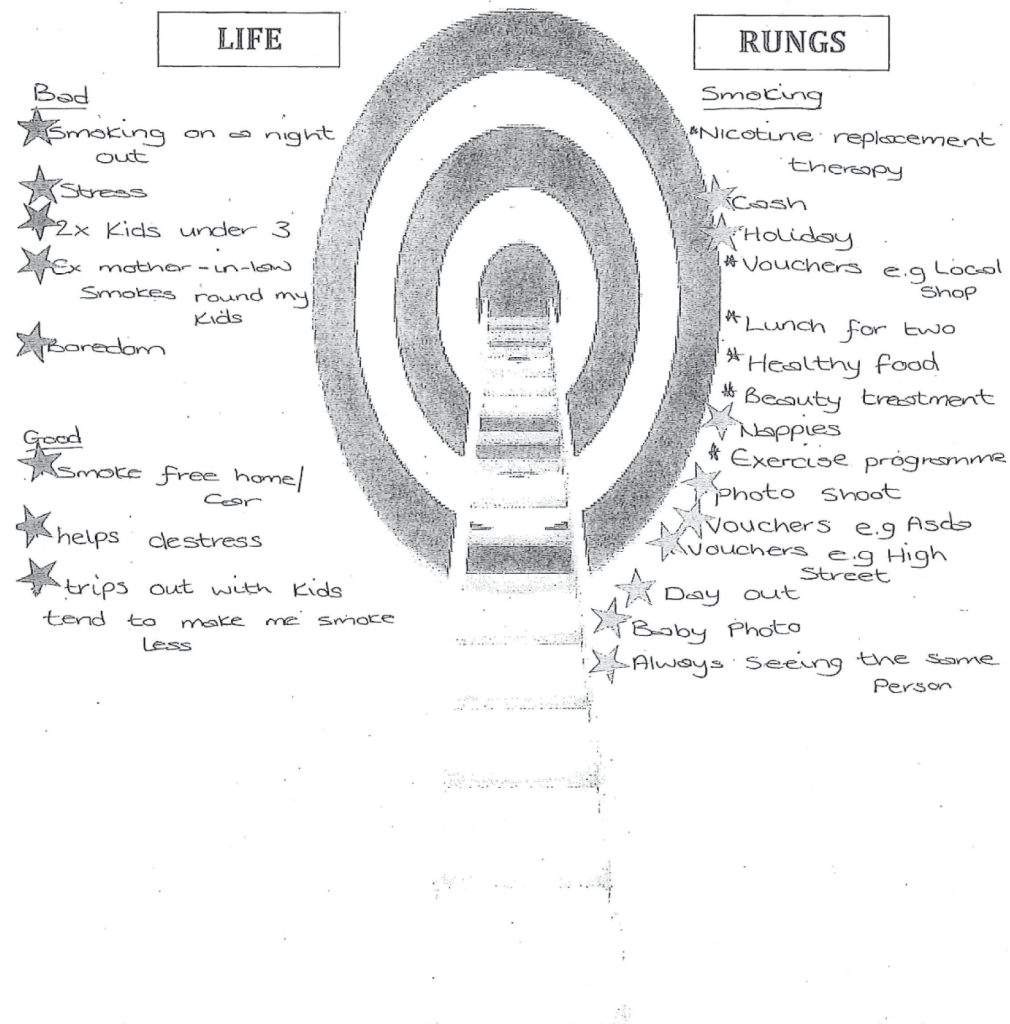 LIFE
Bad
Smoking on a night
out
Stress
2x Kids under 3
Ex mother-in-law
Smokes round my
Kids
Boredom
Good
Smoke free home/
Car
helps destress
trips out with Kids
tend to make me smoke
Less
RUNGS
Smoking
*Nicotine replacement
therapy
Cash
Holiday
* Vouchers e.g Local
Shop
* Lunch for two
* Healthy food
* Beauty treatment
Nappies
* Exercise programme
photo shoot
Vouchers e.g Asda
Vouchers e.g High
Street
Day out
Baby Photo
Always seeing the same
Person